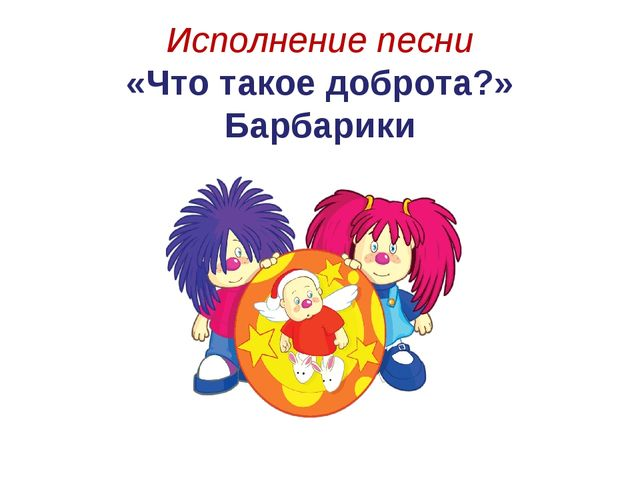 Исполнение песни
«Что такое доброта?»
Барбарики